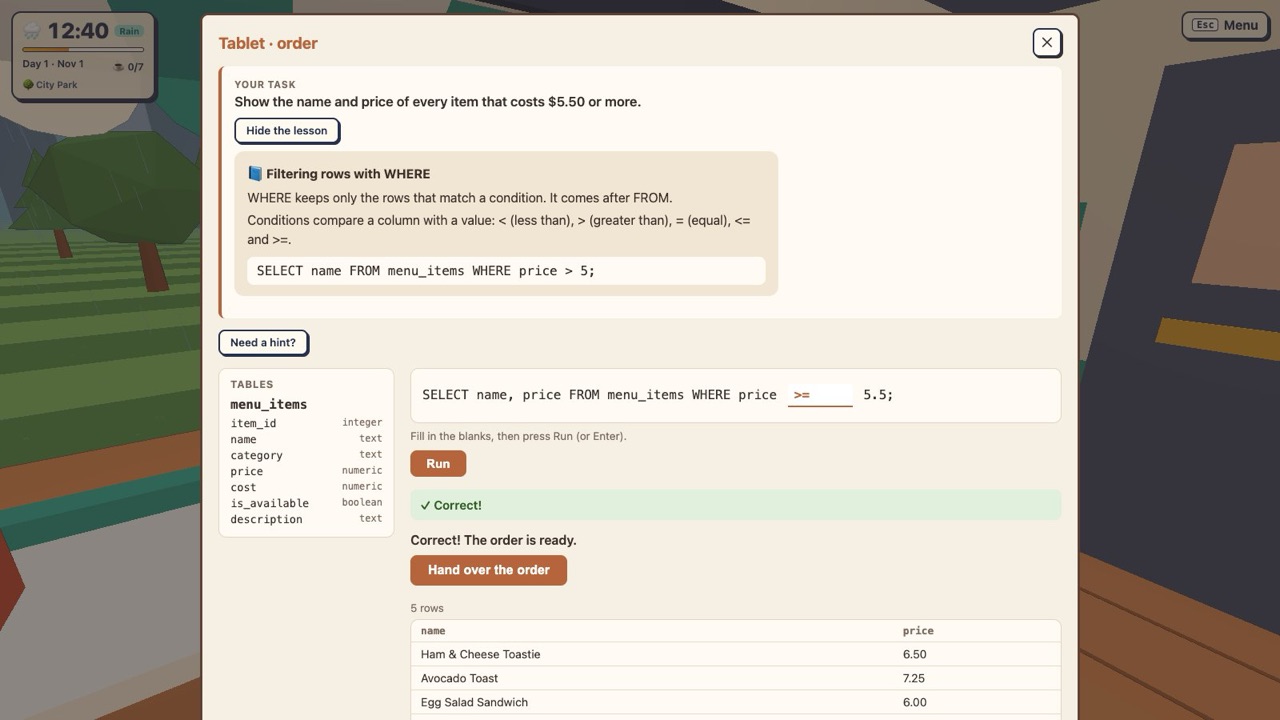 12:40
Rain
Day 1 · Nov 1
0/7
City Park
Esc Menu
Tablet · order
YOUR TASK
Show the name and price of every item that costs $5.50 or more.
Hide the lesson
Filtering rows with WHERE
WHERE keeps only the rows that match a condition. It comes after FROM.
Conditions compare a column with a value: < (less than), > (greater than), = (equal), <=
and >=.
SELECT name FROM menu_items WHERE price > 5;
Need a hint?
TABLES
menu_items
item_id integer
name text
category text
price numeric
cost numeric
is_available boolean
description text
SELECT name, price FROM menu_items WHERE price >= 5.5;
Fill in the blanks, then press Run (or Enter).
Run
✓ Correct!
Correct! The order is ready.
Hand over the order
5 rows
name price
Ham & Cheese Toastie 6.50
Avocado Toast 7.25
Egg Salad Sandwich 6.00